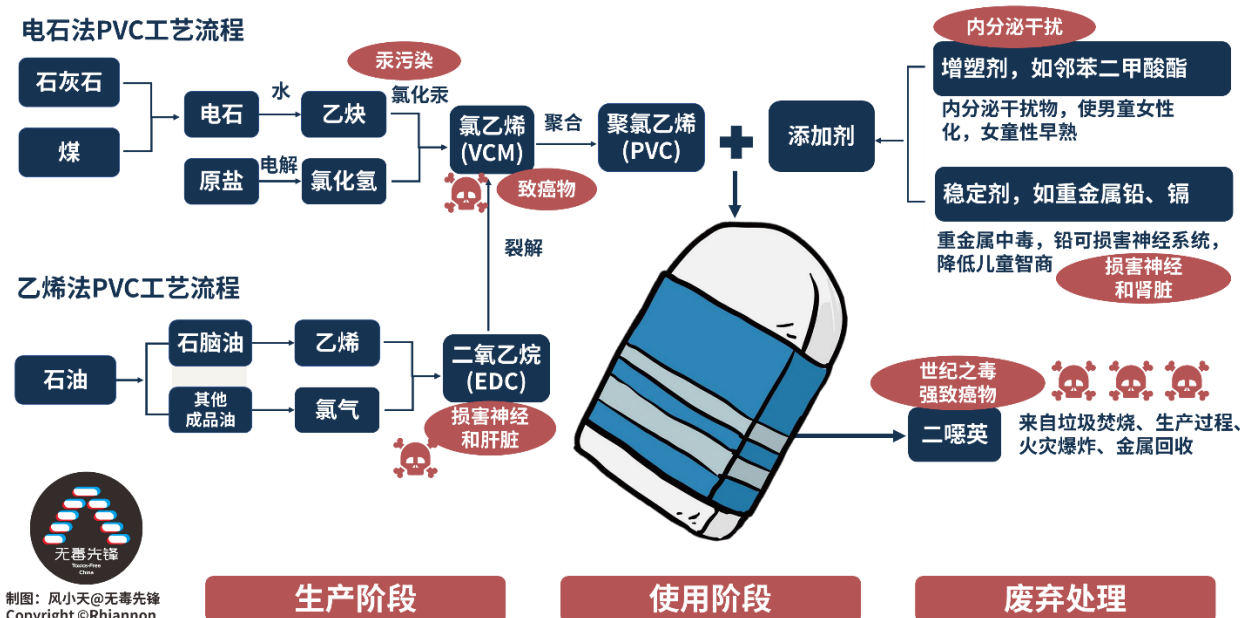 电石法PVC工艺流程
石灰石
煤
电石
水
乙炔
原盐
电解
氯化氢
汞污染
氯化汞
氯乙烯
(VCM)
致癌物
聚合
聚氯乙烯
(PVC)
添加剂
内分泌干扰
增塑剂，如邻苯二甲酸酯
内分泌干扰物，使男童女性
化，女童性早熟
稳定剂，如重金属铅、镉
重金属中毒，铅可损害神经系统，
降低儿童智商
损害神经
和肾脏
裂解
乙烯法PVC工艺流程
石油
石脑油
乙烯
其他
成品油
氯气
二氧乙烷
(EDC)
损害神经
和肝脏
世纪之毒
强致癌物
二噁英
来自垃圾焚烧、生产过程、
火灾爆炸、金属回收
无毒先锋
Toxics-Free
China
制图：风小天@无毒先锋
Copyright ©Rhiannon
生产阶段
使用阶段
废弃处理